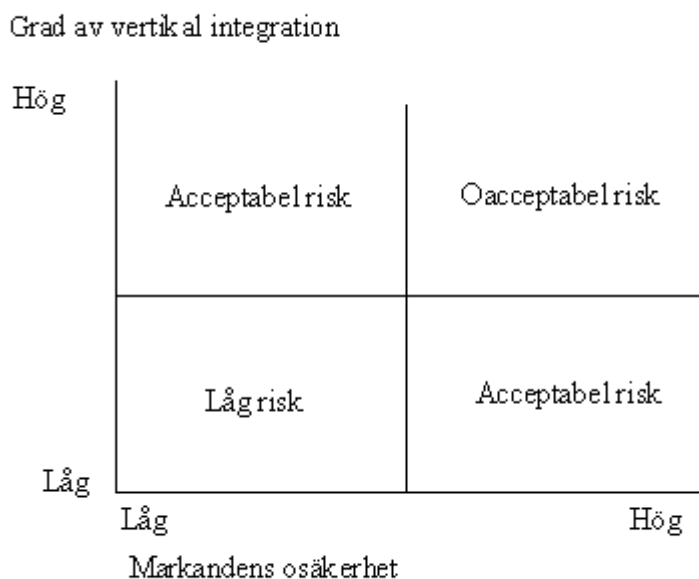 Grad av vertikal integration
Hög
Acceptabel risk
Oacceptabel risk
Låg risk
Acceptabel risk
Låg
Låg
Hög
Markandens osäkerhet